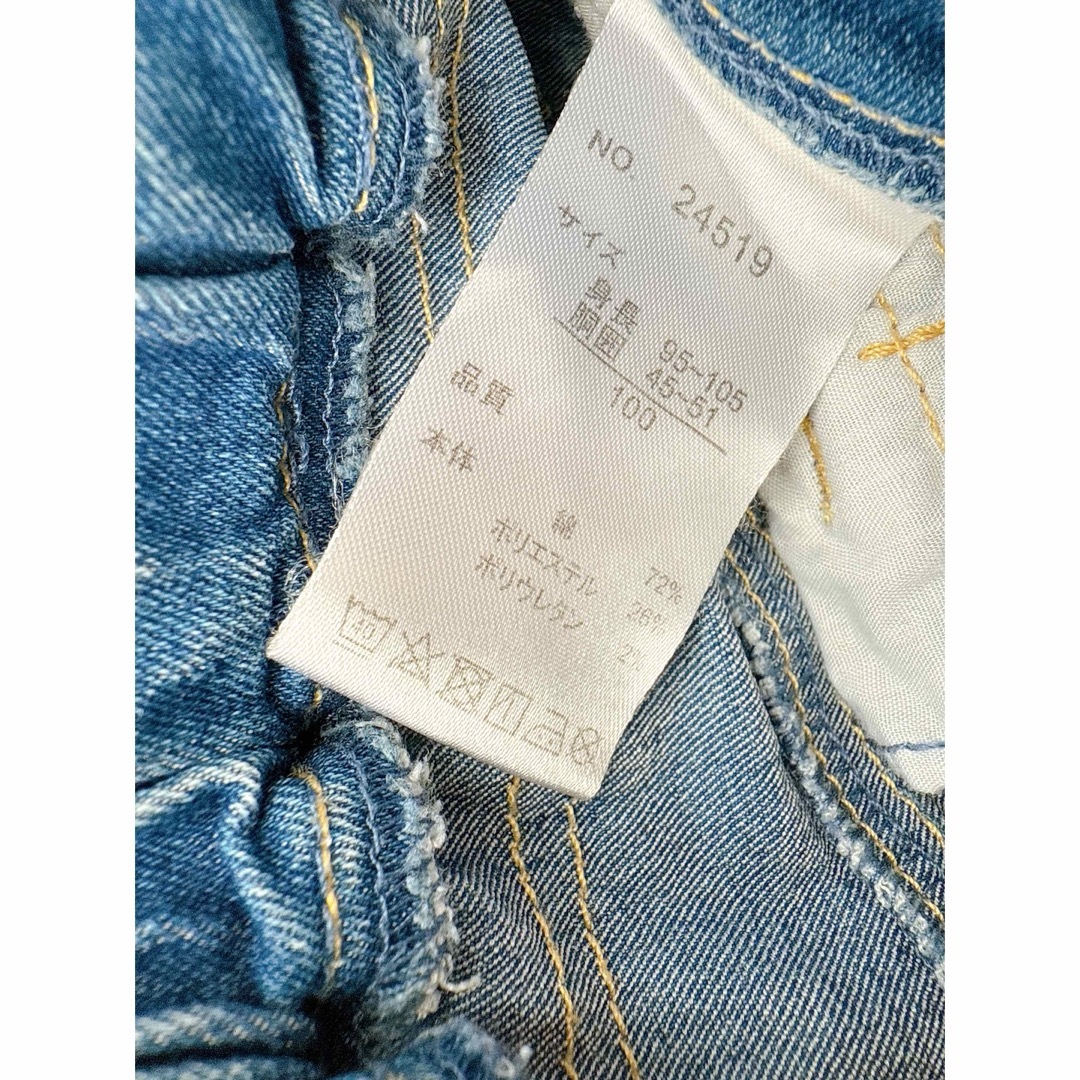 NO. 24519
サイズ
身長 95-105
胴囲 45-51
100
品質
本体
綿 72%
ポリエステル 26%
ポリウレタン